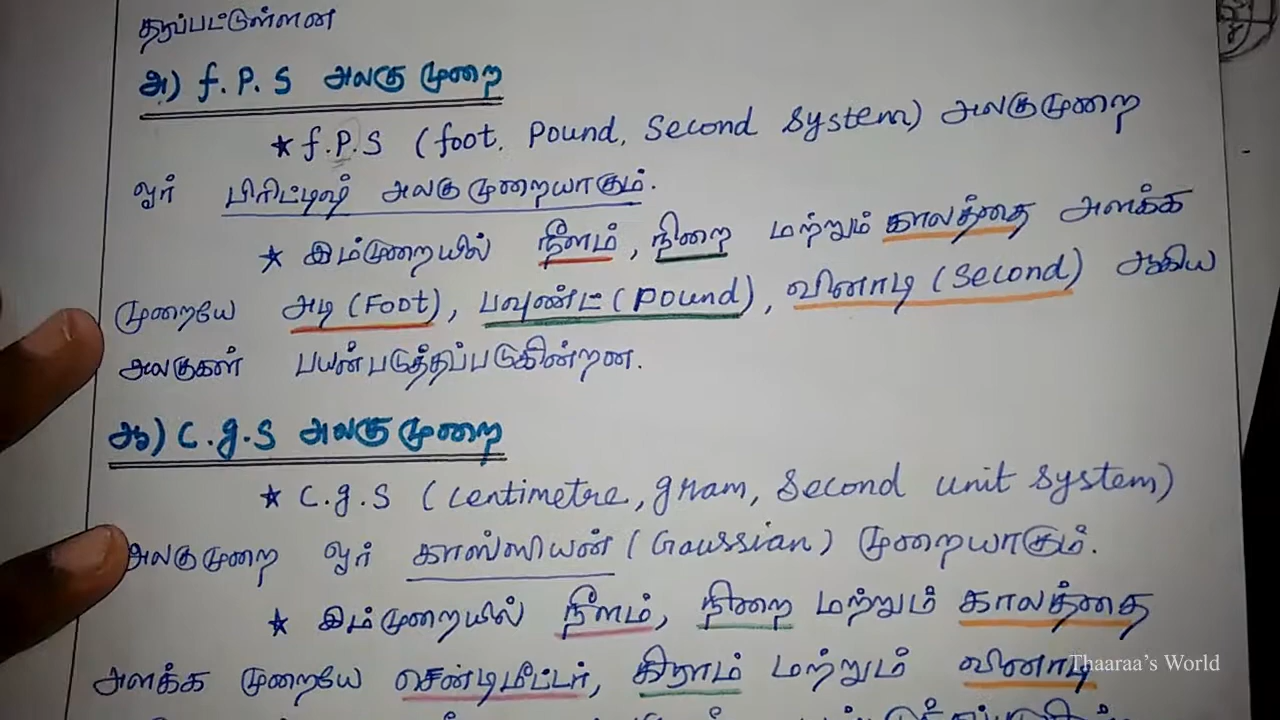 தரப்பட்டுள்ளன
அ) f.P.S அலகு முறை
★ f.P.S (foot, Pound, Second System) அலகுமுறை
ஓர் பிரிட்டிஷ் அலகு முறையாகும்.
★ இம்முறையில் நீளம், நிறை மற்றும் காலத்தை அளக்க
முறையே அடி (Foot), பவுண்ட் (Pound), வினாடி (Second) ஆகிய
அலகுகள் பயன்படுத்தப்படுகின்றன.
ஆ) C.g.S அலகு முறை
★ C.g.S (Centimetre, gram, Second unit System)
அலகுமுறை ஓர் காஸ்ஸியன் (Gaussian) முறையாகும்.
★ இம்முறையில் நீளம், நிறை மற்றும் காலத்தை
அளக்க முறையே சென்டிமீட்டர், கிராம் மற்றும் வினாடி
Thaaraa's World